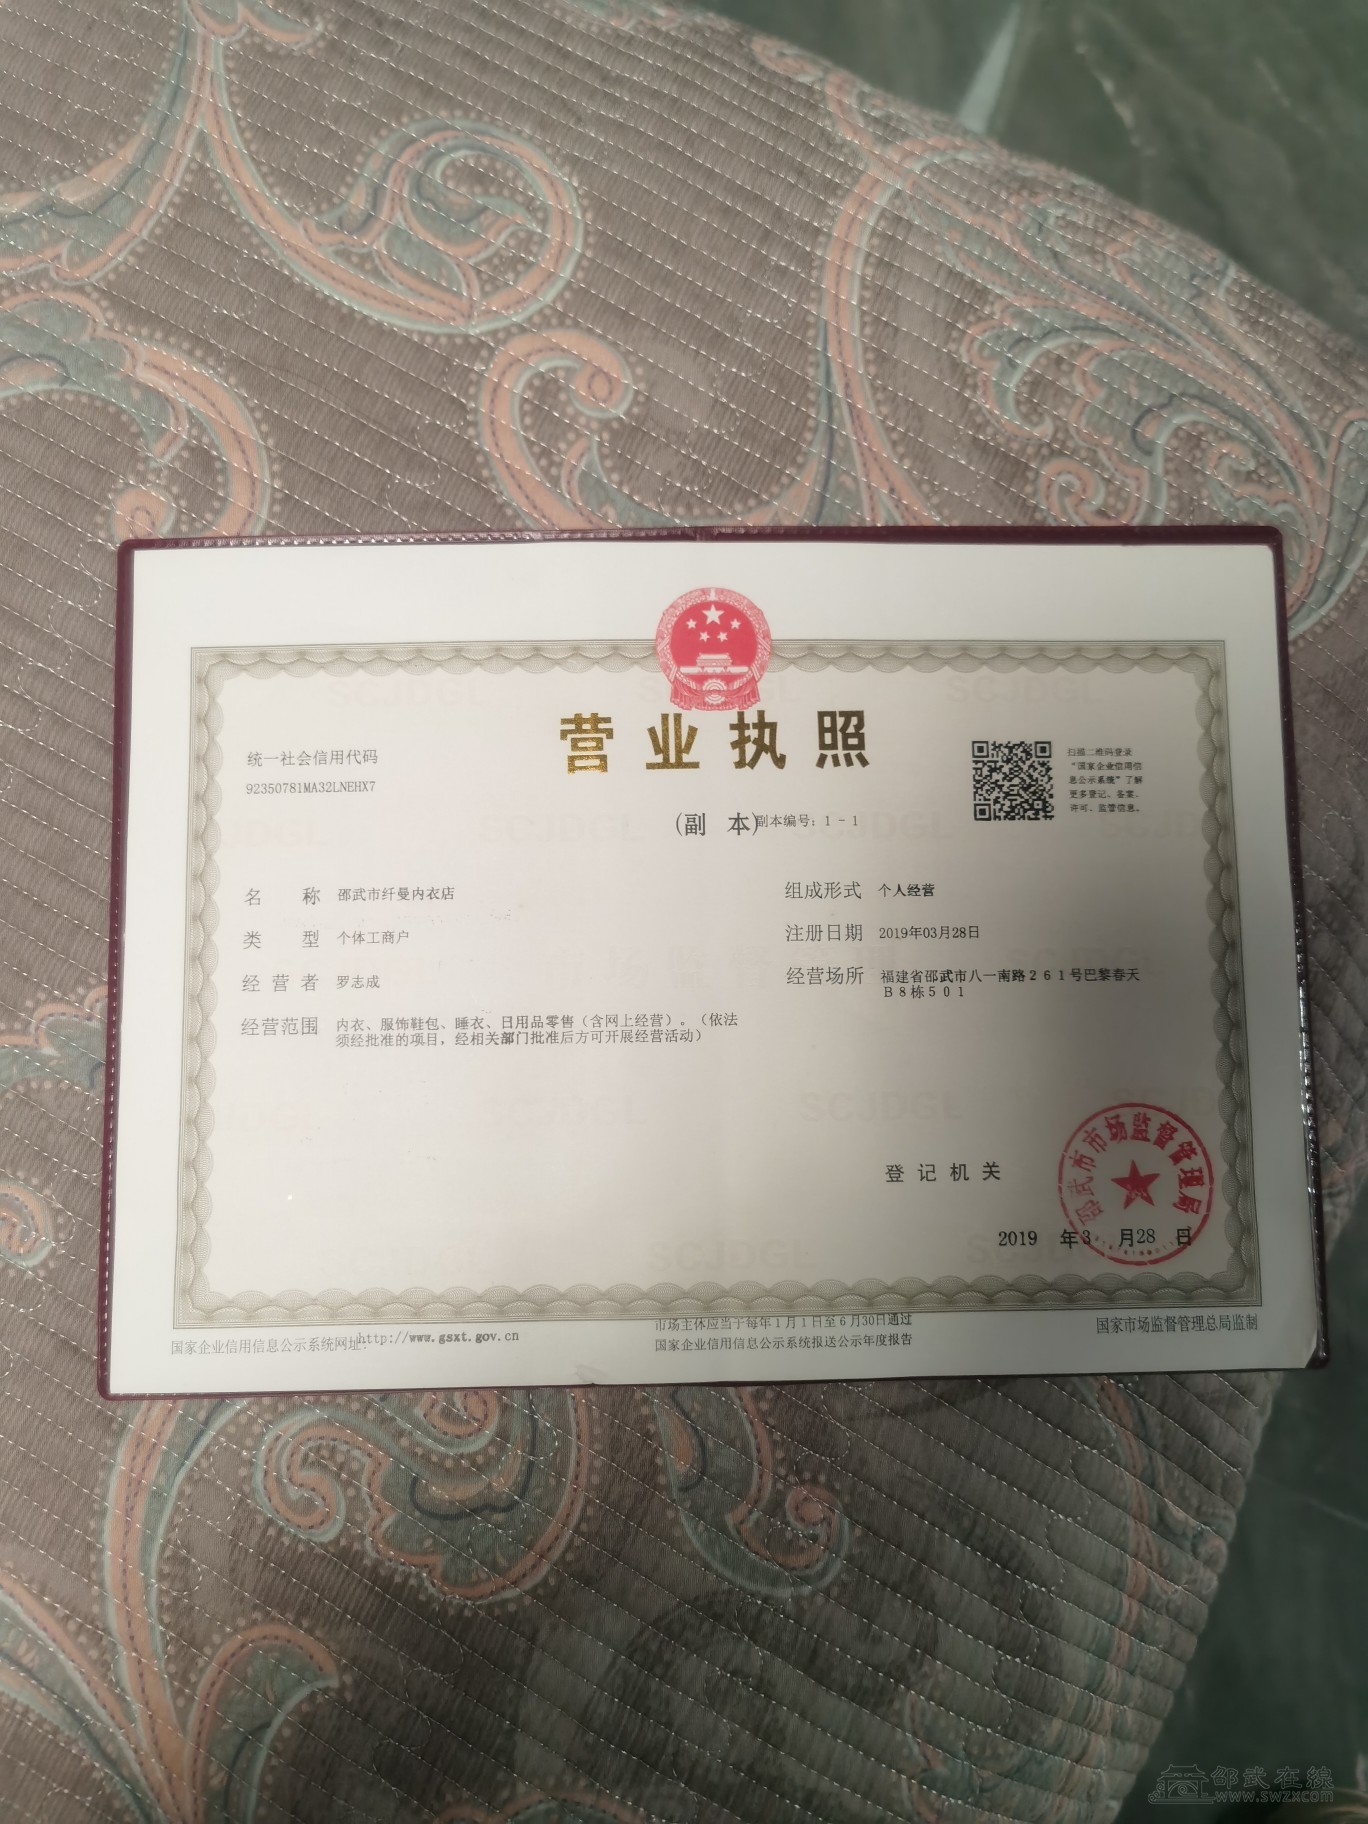 营业执照
(副 本)副本编号：1-1
统一社会信用代码
92350781MA32LNEHX7
扫描二维码登录
“国家企业信用信
息公示系统”了解
更多登记、备案、
许可、监管信息。
名 称 邵武市纤曼内衣店
类 型 个体工商户
经 营 者 罗志成
经营范围 内衣、服饰鞋包、睡衣、日用品零售（含网上经营）。（依法
须经批准的项目，经相关部门批准后方可开展经营活动）
组成形式 个人经营
注册日期 2019年03月28日
经营场所 福建省邵武市八一南路261号巴黎春天
B8栋501
登记机关
邵武市市场监督管理局
2019 年3 月28 日
国家企业信用信息公示系统网址：http://www.gsxt.gov.cn
市场主体应当于每年1月1日至6月30日通过
国家企业信用信息公示系统报送公示年度报告
国家市场监督管理总局监制
邵武在線
www.swzx.com